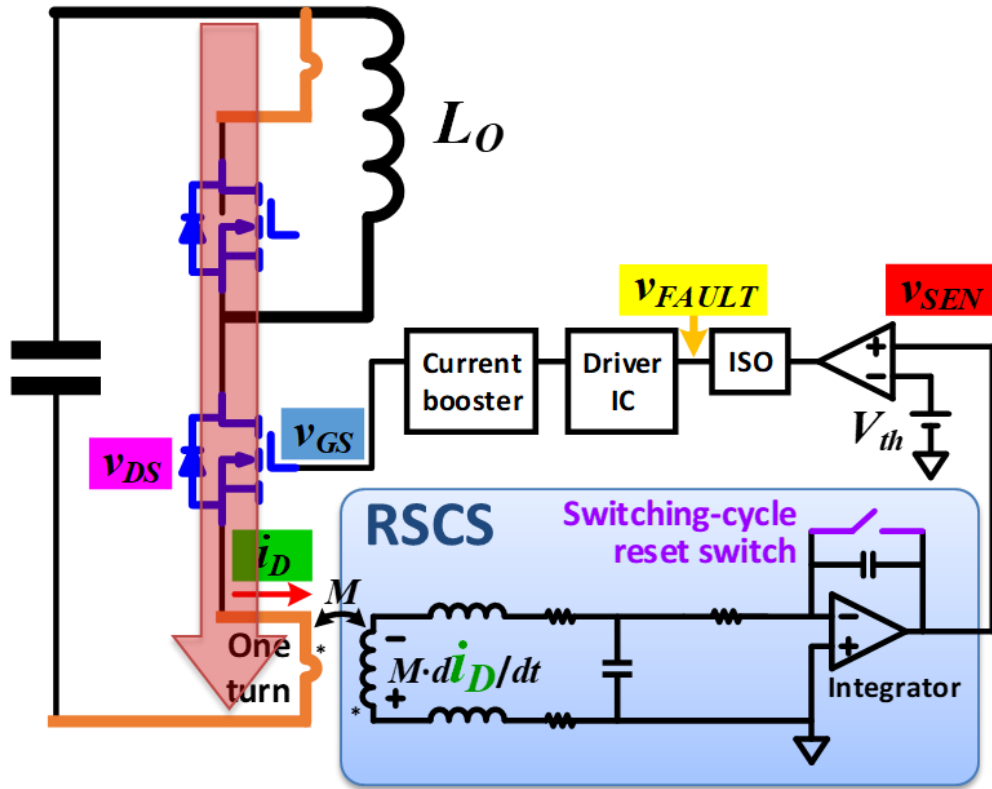 L_O
v_FAULT
v_SEN
Current
booster
Driver
IC
ISO
+
−
V_th
v_GS
v_DS
i_D
M
RSCS
Switching-cycle
reset switch
*
One
turn
−
M·di_D/dt
+
*
−
+
Integrator